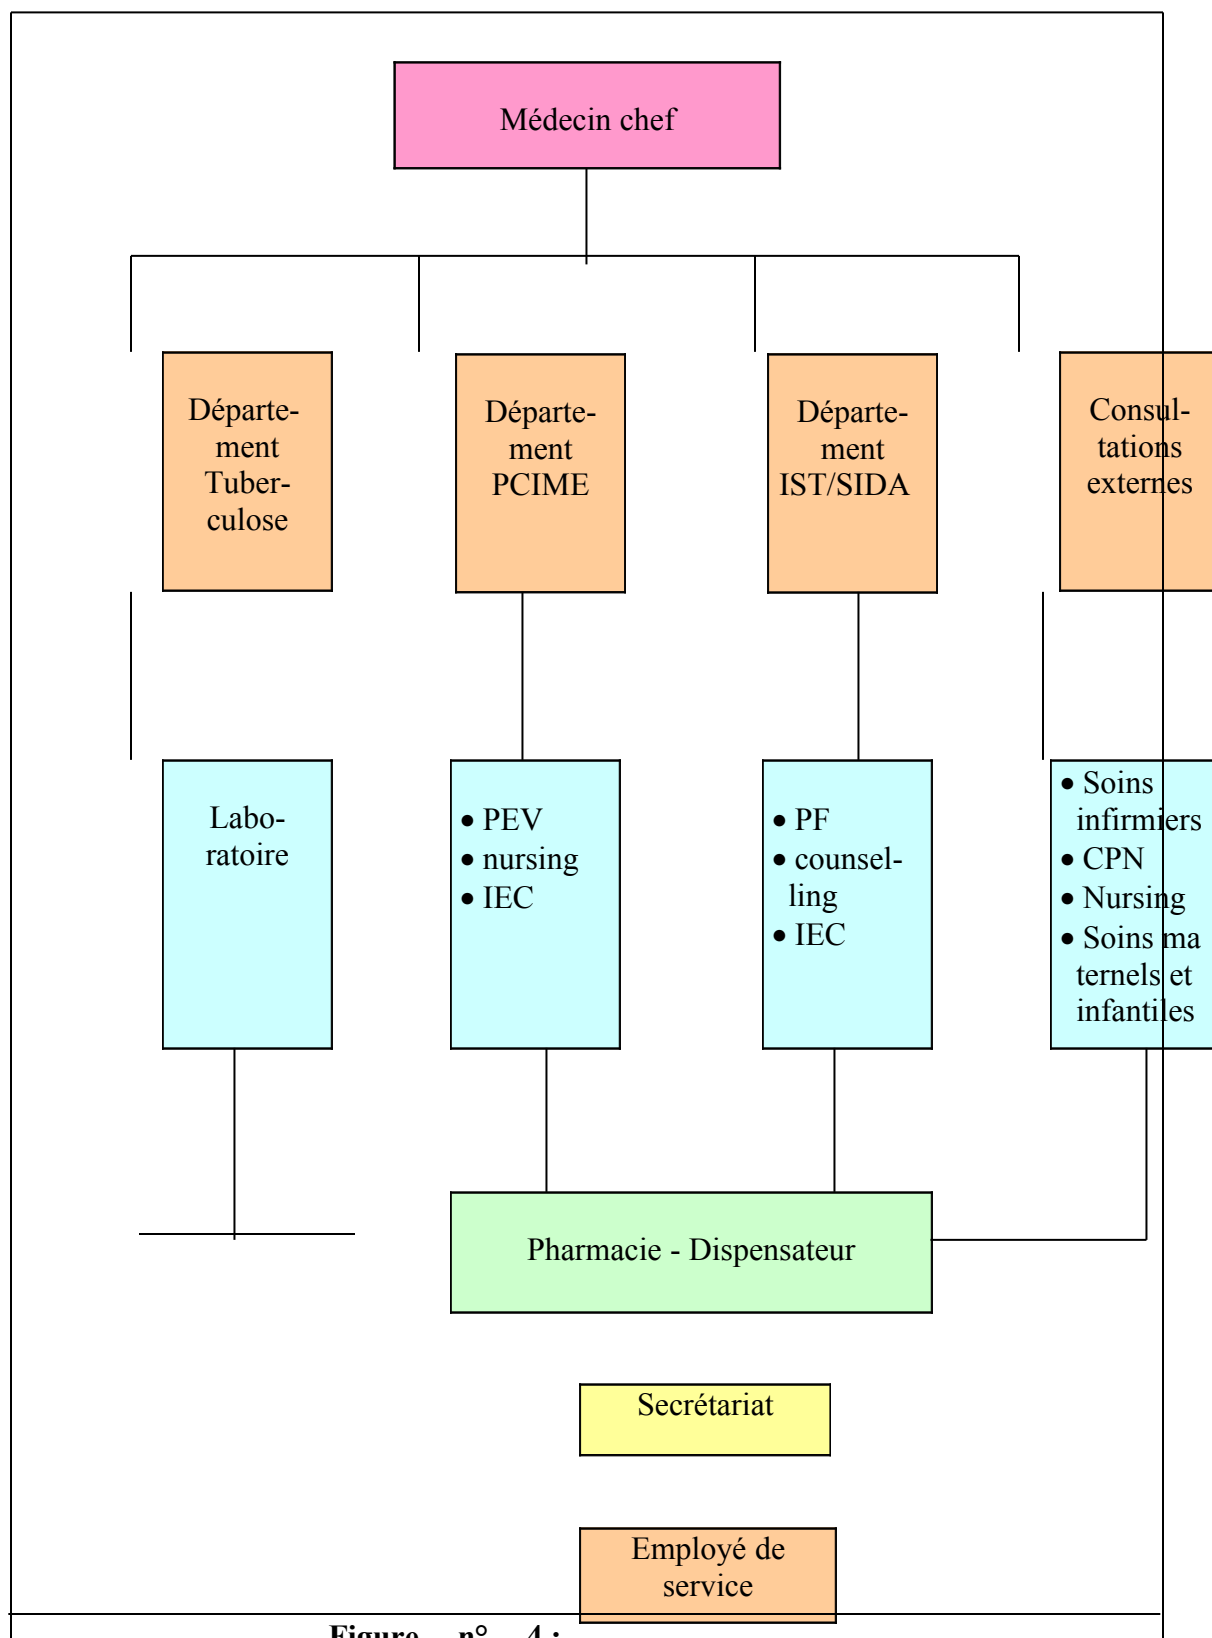 Médecin chef
Départe-
ment
Tuber-
culose
Départe-
ment
PCIME
Départe-
ment
IST/SIDA
Consul-
tations
externes
Labo-
ratoire
• PEV
• nursing
• IEC
• PF
• counsel-
ling
• IEC
• Soins
infirmiers
• CPN
• Nursing
• Soins ma
ternels et
infantiles
Pharmacie - Dispensateur
Secrétariat
Employé de
service
Figure n° 4 :